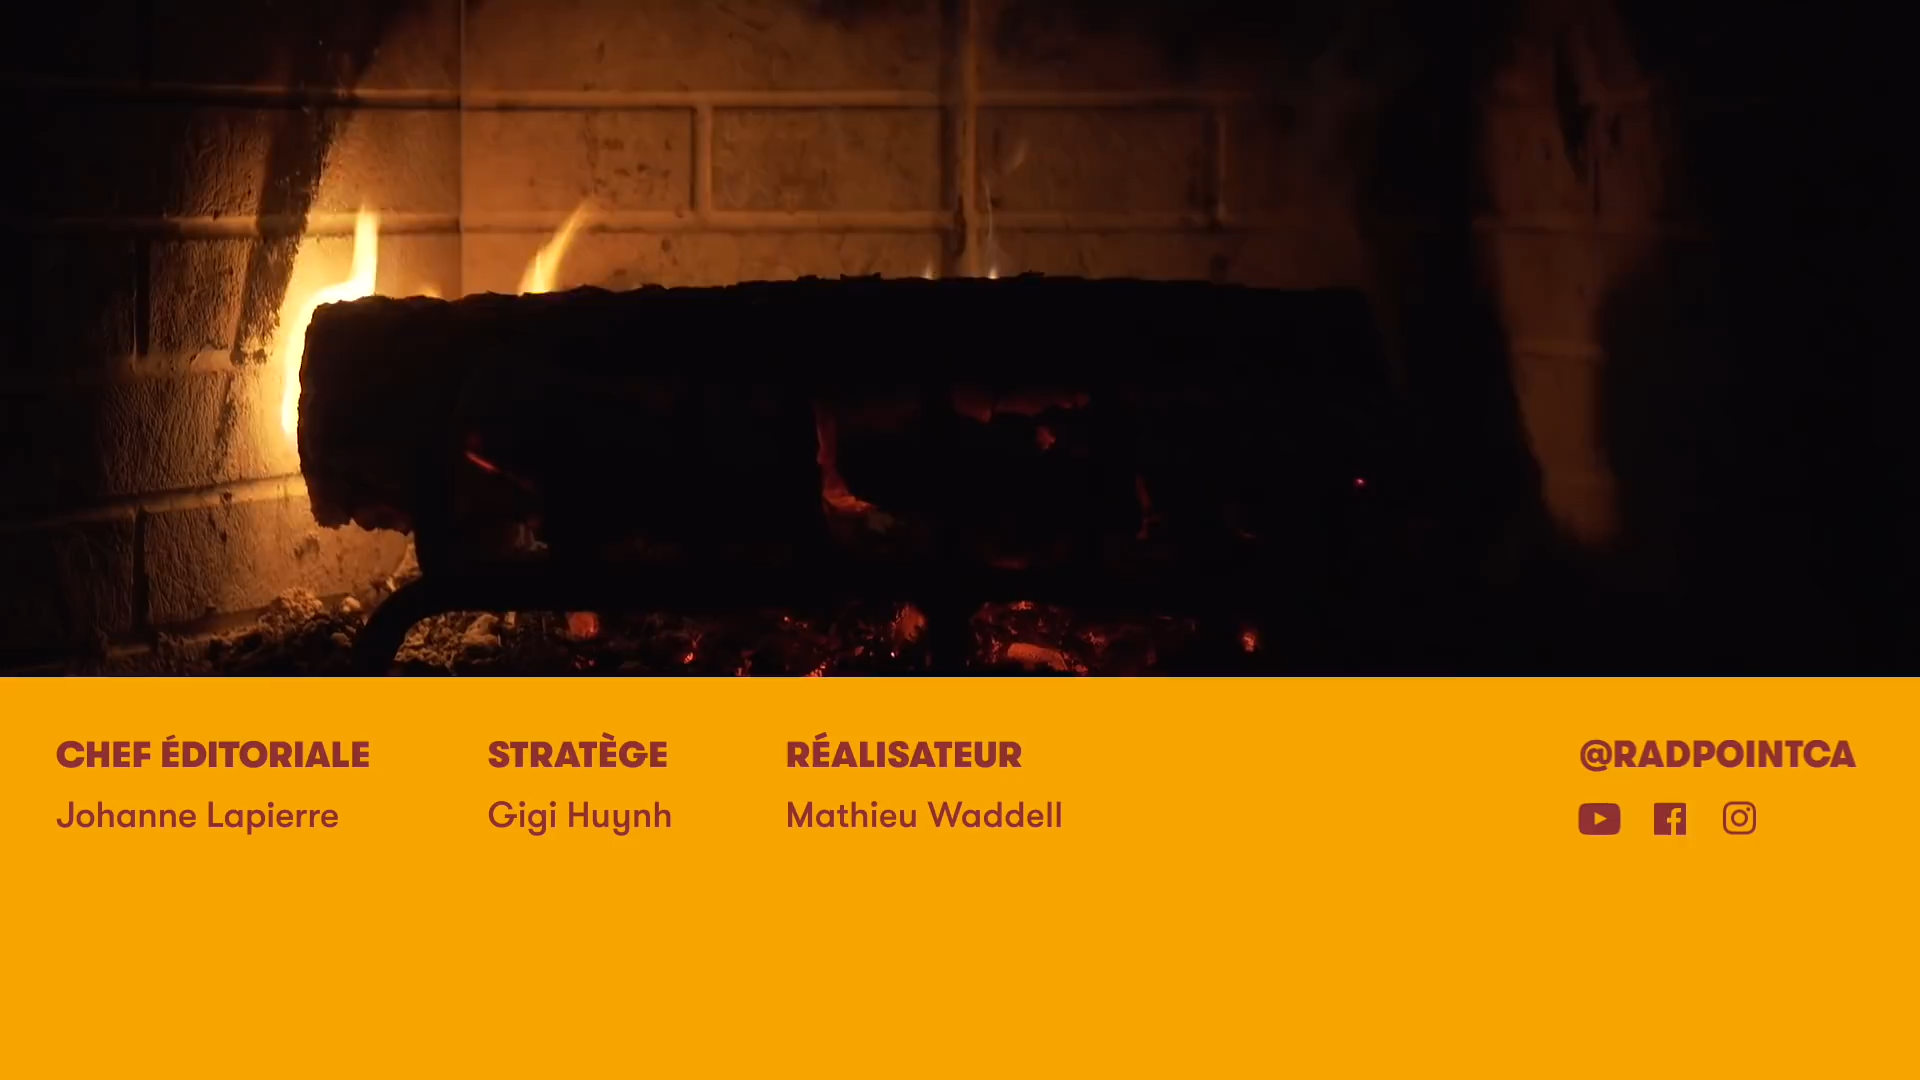 CHEF ÉDITORIALE
Johanne Lapierre
STRATÈGE
Gigi Huynh
RÉALISATEUR
Mathieu Waddell
@RADPOINTCA